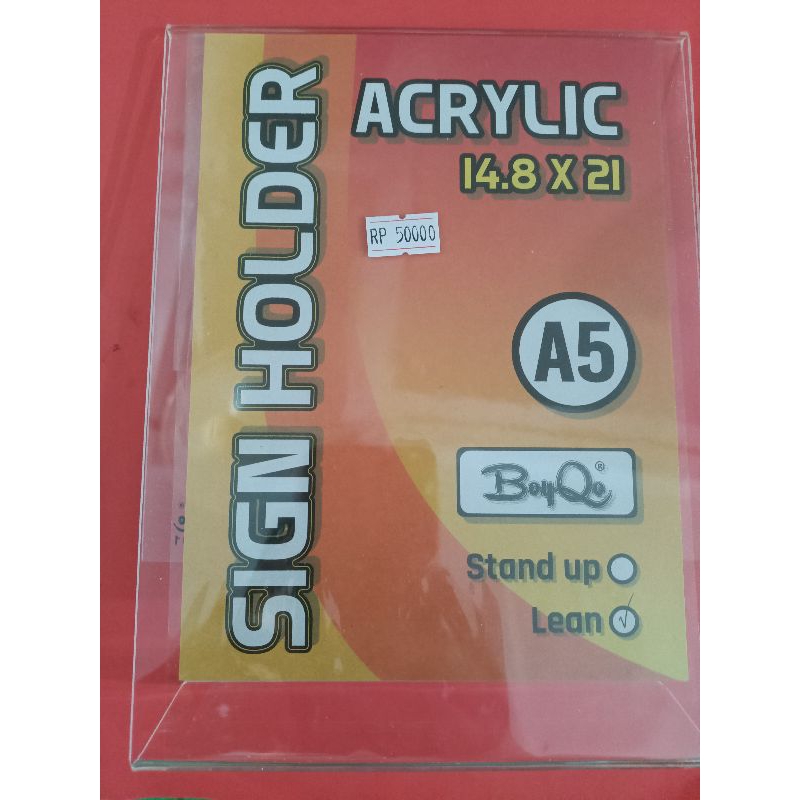 SIGN HOLDER
ACRYLIC
14.8 X 21
RP 50000
A5
BoyQo®
Stand up
Lean √